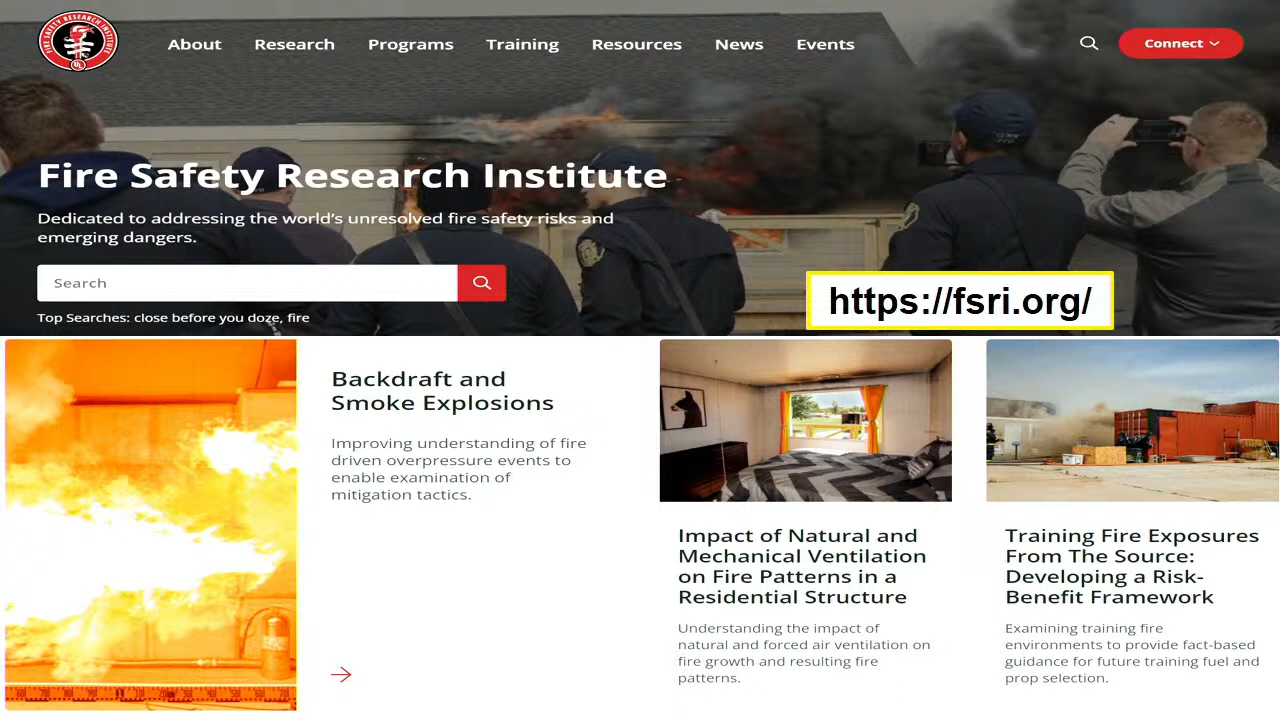 FIRE SAFETY RESEARCH INSTITUTE
UL
About
Research
Programs
Training
Resources
News
Events
Connect
Fire Safety Research Institute
Dedicated to addressing the world's unresolved fire safety risks and
emerging dangers.
Search
https://fsri.org/
Top Searches: close before you doze, fire
Backdraft and
Smoke Explosions
Improving understanding of fire
driven overpressure events to
enable examination of
mitigation tactics.
Impact of Natural and
Mechanical Ventilation
on Fire Patterns in a
Residential Structure
Understanding the impact of
natural and forced air ventilation on
fire growth and resulting fire
patterns.
Training Fire Exposures
From The Source:
Developing a Risk-
Benefit Framework
Examining training fire
environments to provide fact-based
guidance for future training fuel and
prop selection.